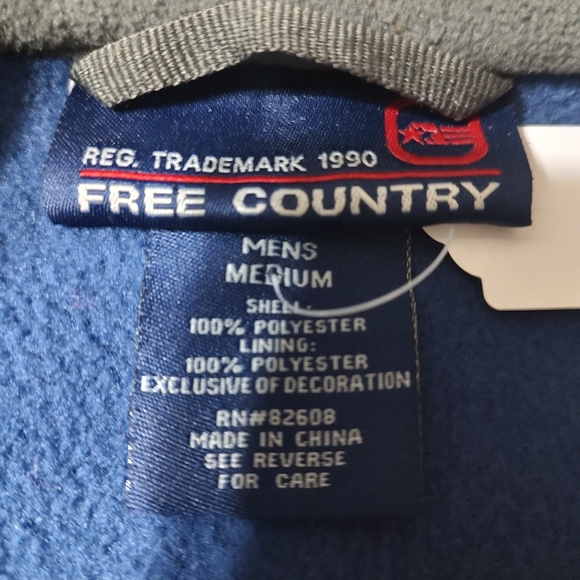 REG. TRADEMARK 1990
FREE COUNTRY
MENS
MEDIUM
SHELL:
100% POLYESTER
LINING:
100% POLYESTER
EXCLUSIVE OF DECORATION
RN#82608
MADE IN CHINA
SEE REVERSE
FOR CARE